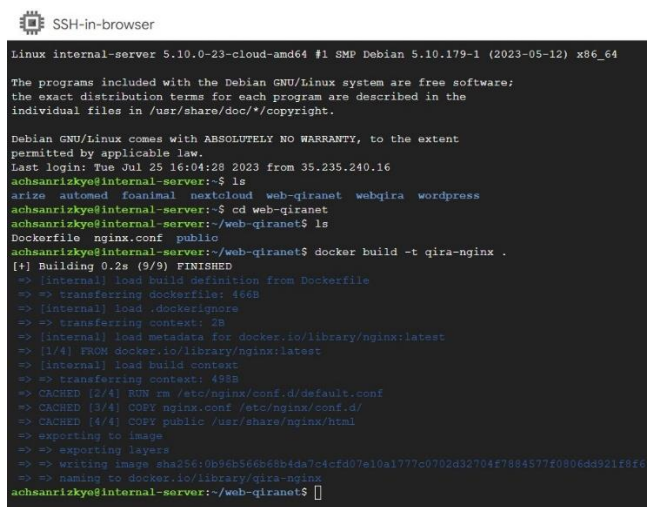 SSH-in-browser
Linux internal-server 5.10.0-23-cloud-amd64 #1 SMP Debian 5.10.179-1 (2023-05-12) x86_64
The programs included with the Debian GNU/Linux system are free software;
the exact distribution terms for each program are described in the
individual files in /usr/share/doc/*/copyright.
Debian GNU/Linux comes with ABSOLUTELY NO WARRANTY, to the extent
permitted by applicable law.
Last login: Tue Jul 25 16:04:28 2023 from 35.235.240.16
achsanrizkye@internal-server:~$ ls
arize automed foanimal nextcloud web-qiranet webqira wordpress
achsanrizkye@internal-server:~$ cd web-qiranet
achsanrizkye@internal-server:~/web-qiranet$ ls
Dockerfile nginx.conf public
achsanrizkye@internal-server:~/web-qiranet$ docker build -t qira-nginx .
[+] Building 0.2s (9/9) FINISHED
=> [internal] load build definition from Dockerfile
=> => transferring dockerfile: 466B
=> [internal] load .dockerignore
=> => transferring context: 2B
=> [internal] load metadata for docker.io/library/nginx:latest
=> [1/4] FROM docker.io/library/nginx:latest
=> [internal] load build context
=> => transferring context: 498B
=> CACHED [2/4] RUN rm /etc/nginx/conf.d/default.conf
=> CACHED [3/4] COPY nginx.conf /etc/nginx/conf.d/
=> CACHED [4/4] COPY public /usr/share/nginx/html
=> exporting to image
=> => exporting layers
=> => writing image sha256:0b96b566b68b4da7c4cfd07e10a1777c0702d32704f7884577f0806dd921f8f6
=> => naming to docker.io/library/qira-nginx
achsanrizkye@internal-server:~/web-qiranet$